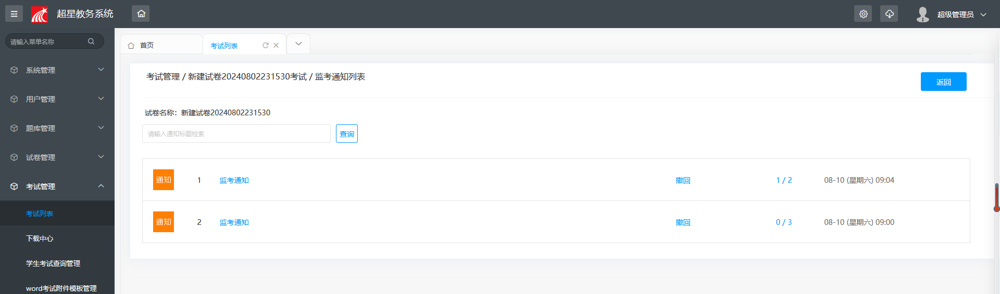 超星教务系统
超级管理员
请输入菜单名称
首页
考试列表
系统管理
用户管理
题库管理
试卷管理
考试管理
考试列表
下载中心
学生考试查询管理
word考试附件模板管理
考试管理 / 新建试卷20240802231530考试 / 监考通知列表
返回
试卷名称：新建试卷20240802231530
请输入通知标题检索
查询
通知 1 监考通知 撤回 1 / 2 08-10 (星期六) 09:04
通知 2 监考通知 撤回 0 / 3 08-10 (星期六) 09:00